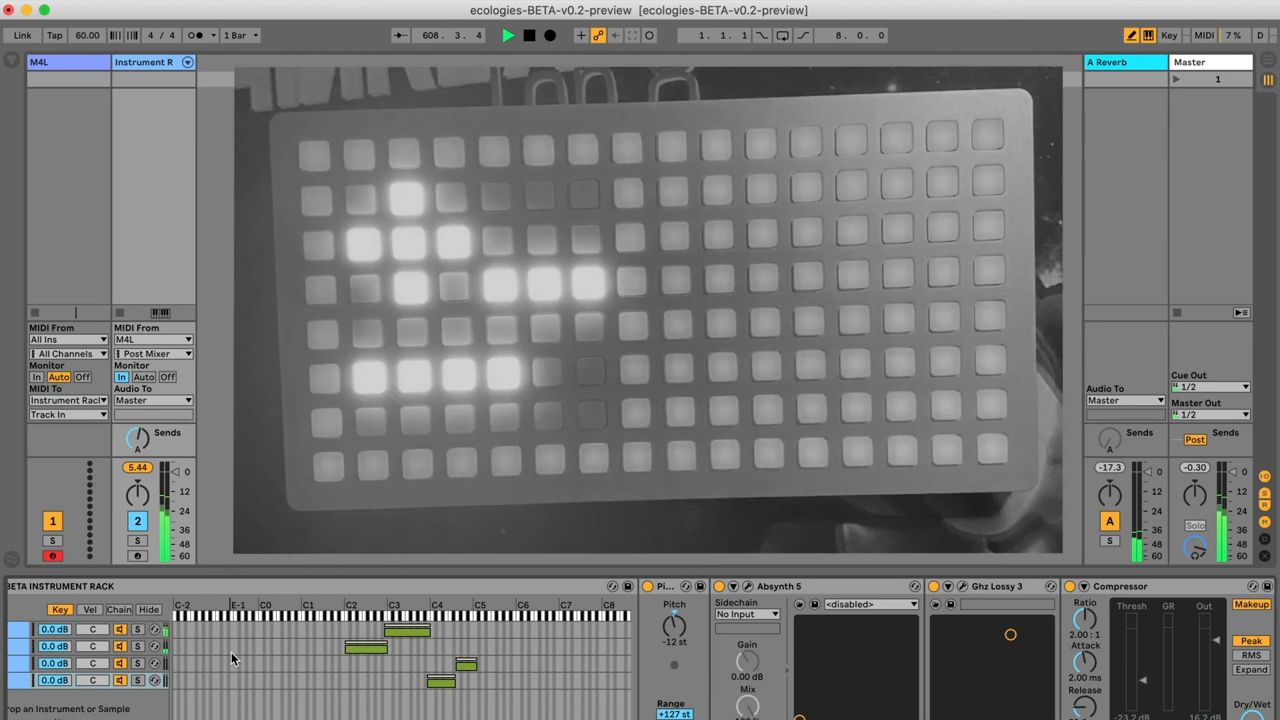 ecologies-BETA-v0.2-preview [ecologies-BETA-v0.2-preview]
Link Tap 60.00 4 / 4 1 Bar 608. 3. 4 1. 1. 1 8. 0. 0 Key MIDI 7 % D
M4L Instrument R A Reverb Master
1
MIDI From MIDI From
All Ins M4L
All Channels Post Mixer
Monitor Monitor
In Auto Off In Auto Off
MIDI To Audio To
Master
Track In
Audio To
Master
Cue Out
1/2
Master Out
1/2
Sends Sends Sends
A A Post
5.44 -17.3 -0.30
0 0 0
12 12 12
24 24 24
36 36 36
48 48 48
60 60 60
1 2 A Solo
S S S
BETA INSTRUMENT RACK
Key Vel Chain Hide
C-2 E-1 C0 C1 C2 C3 C4 C5 C6 C7 C8
0.0 dB C S
0.0 dB C S
0.0 dB C S
0.0 dB C S
rop an Instrument or Sample
Pi...
Pitch
-12 st
Range
+127 st
Absynth 5
Sidechain
No Input
Gain
0.00 dB
Mix
<disabled>
Ghz Lossy 3
Compressor
Ratio
2.00 : 1
Attack
2.00 ms
Release
Thresh GR Out
-23.2 dB 16.2 dB
Makeup
Peak
RMS
Expand
Dry/Wet